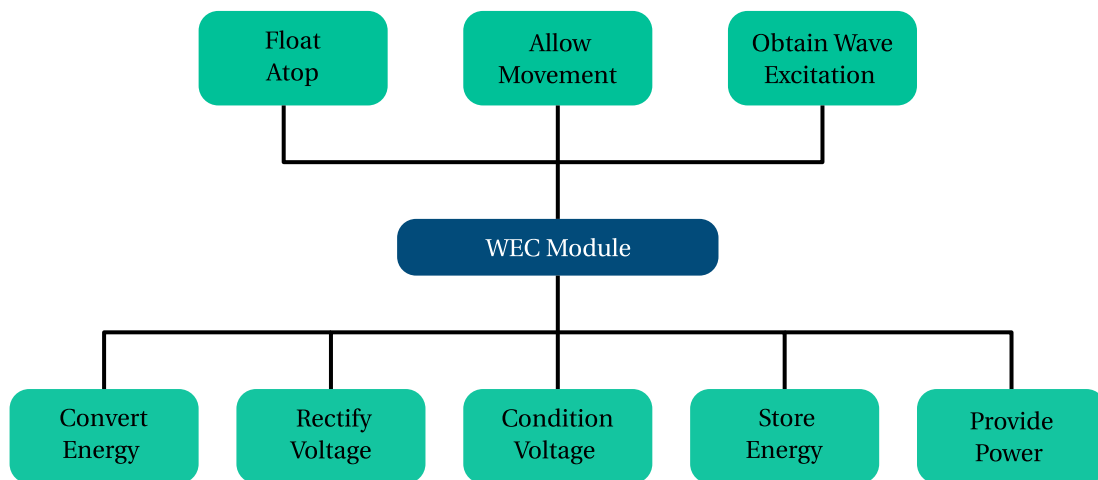 Float
Atop
Allow
Movement
Obtain Wave
Excitation
WEC Module
Convert
Energy
Rectify
Voltage
Condition
Voltage
Store
Energy
Provide
Power